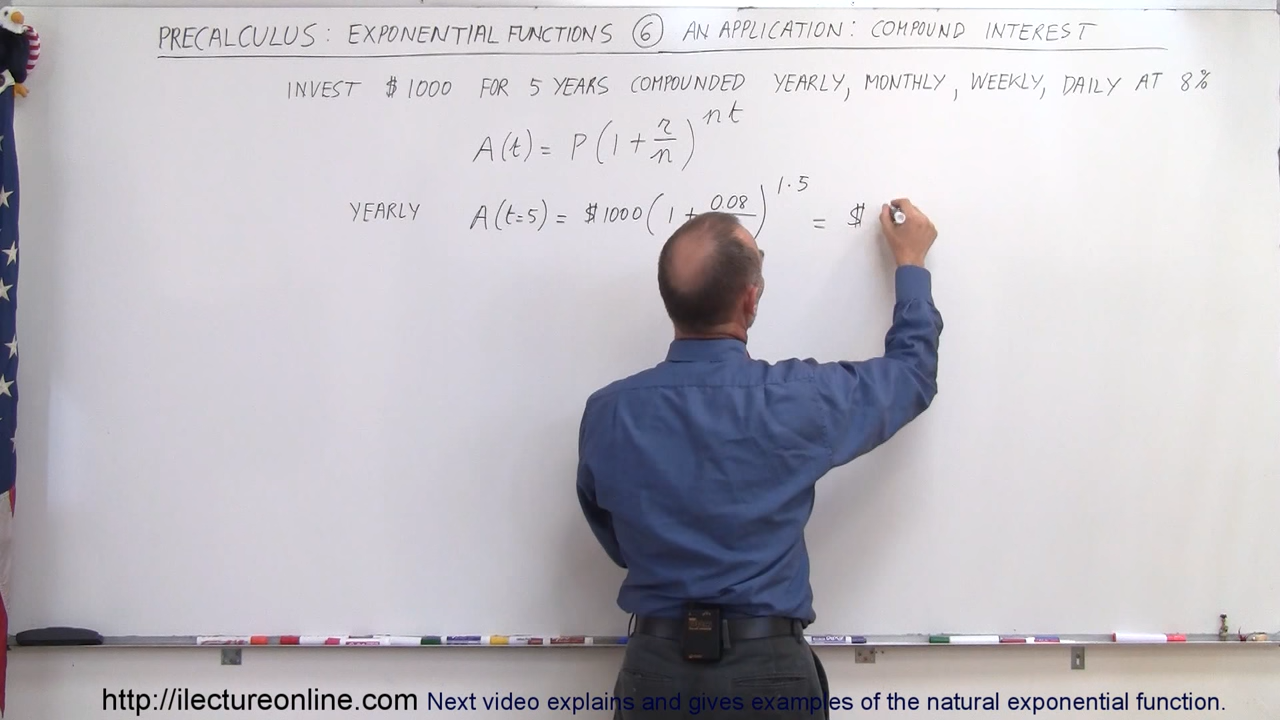 PRECALCULUS: EXPONENTIAL FUNCTIONS ⑥ AN APPLICATION: COMPOUND INTEREST
INVEST $1000 FOR 5 YEARS COMPOUNDED YEARLY, MONTHLY, WEEKLY, DAILY AT 8%
A(t) = P(1 + r/n)^nt
YEARLY A(t=5) = $1000(1 + 0.08)^1·5 = $
http://ilectureonline.com Next video explains and gives examples of the natural exponential function.